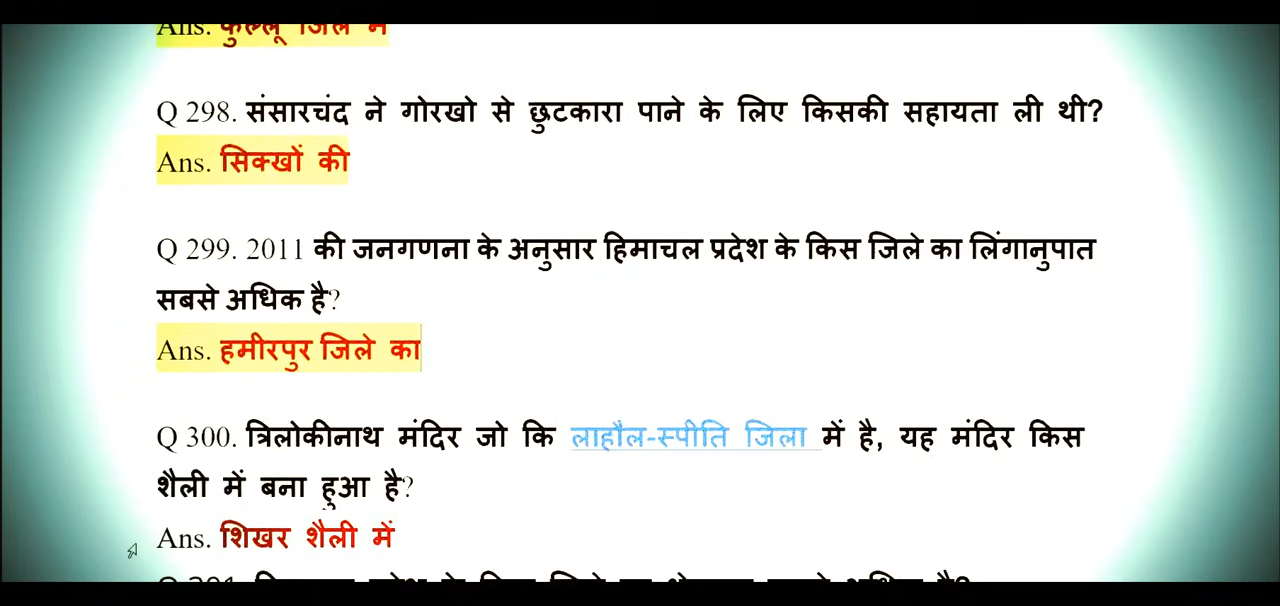 Ans. कुल्लू जिले में
Q 298. संसारचंद ने गोरखो से छुटकारा पाने के लिए किसकी सहायता ली थी?
Ans. सिक्खों की
Q 299. 2011 की जनगणना के अनुसार हिमाचल प्रदेश के किस जिले का लिंगानुपात
सबसे अधिक है?
Ans. हमीरपुर जिले का
Q 300. त्रिलोकीनाथ मंदिर जो कि लाहौल-स्पीति जिला में है, यह मंदिर किस
शैली में बना हुआ है?
Ans. शिखर शैली में